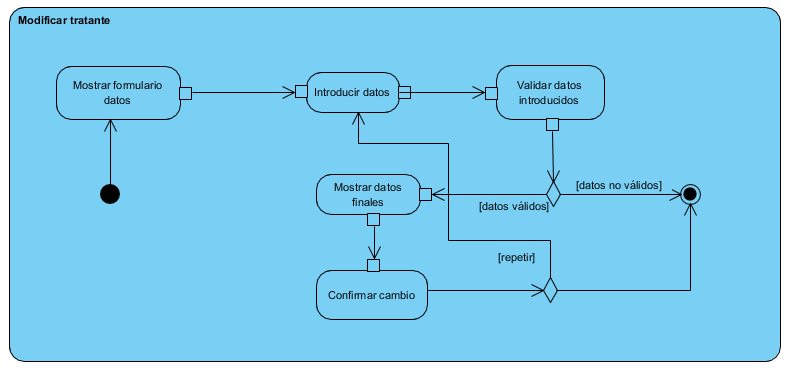 Modificar tratante
Mostrar formulario
datos
Introducir datos
Validar datos
introducidos
Mostrar datos
finales
[datos no válidos]
[datos válidos]
[repetir]
Confirmar cambio